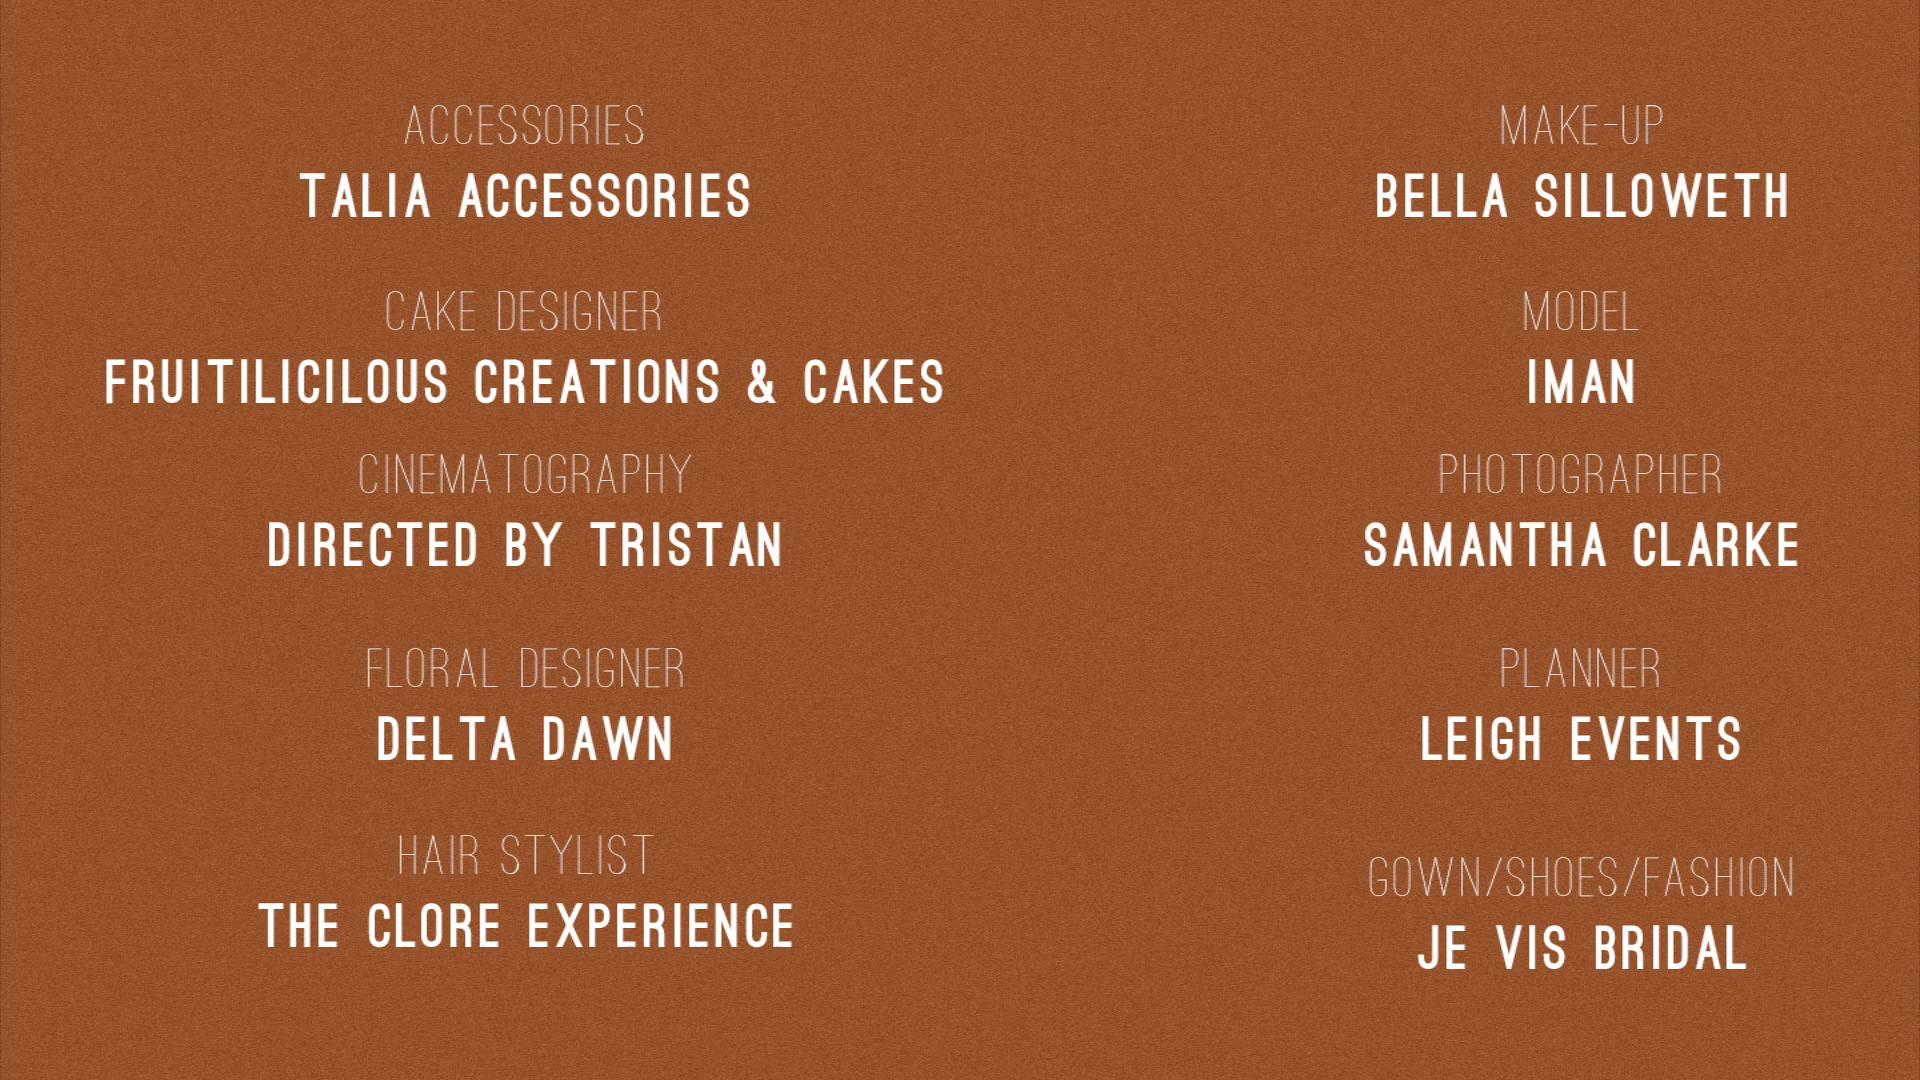 ACCESSORIES
TALIA ACCESSORIES
CAKE DESIGNER
FRUITILICILOUS CREATIONS & CAKES
CINEMATOGRAPHY
DIRECTED BY TRISTAN
FLORAL DESIGNER
DELTA DAWN
HAIR STYLIST
THE CLORE EXPERIENCE
MAKE-UP
BELLA SILLOWETH
MODEL
IMAN
PHOTOGRAPHER
SAMANTHA CLARKE
PLANNER
LEIGH EVENTS
GOWN/SHOES/FASHION
JE VIS BRIDAL